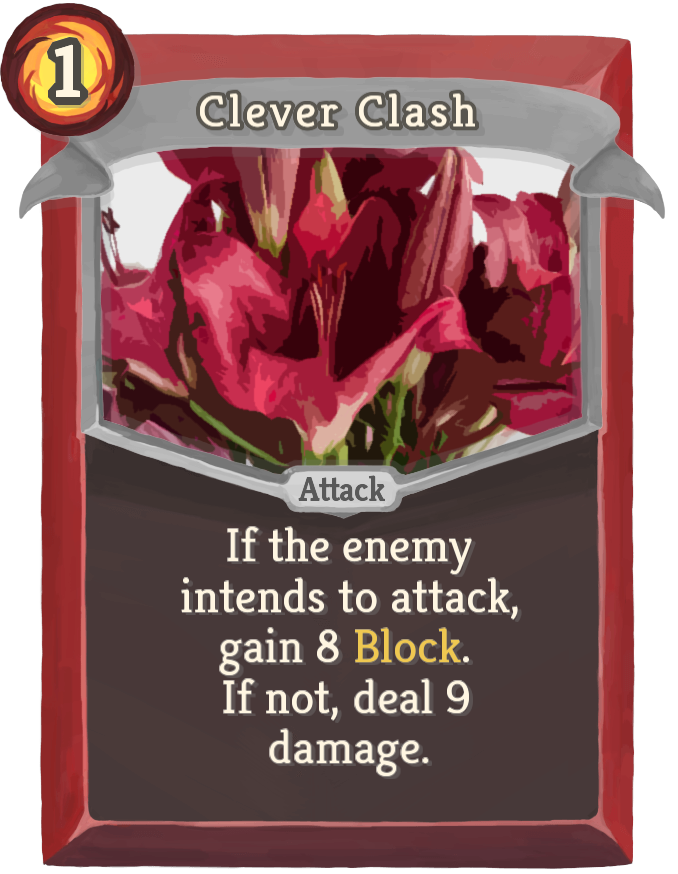 1
Clever Clash
Attack
If the enemy
intends to attack,
gain 8 Block.
If not, deal 9
damage.